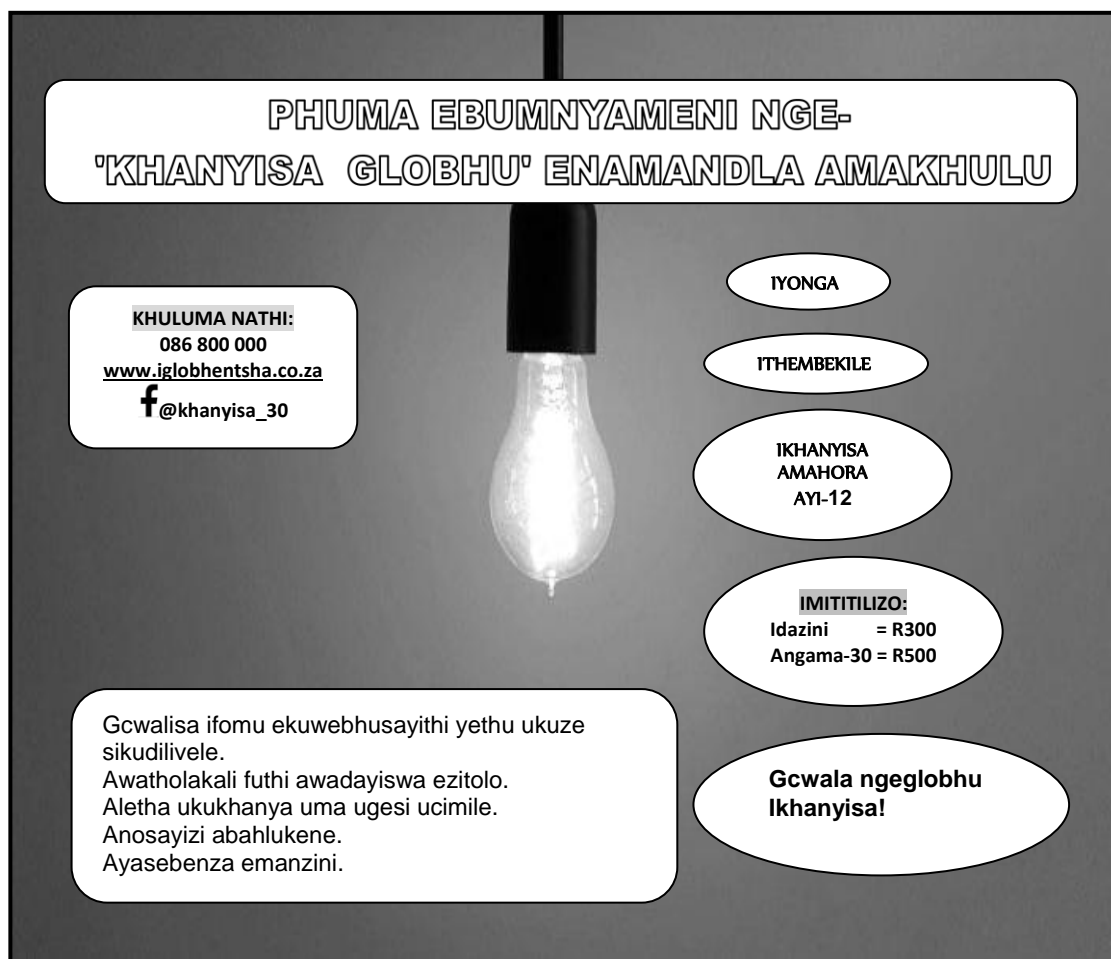 PHUMA EBUMNYAMENI NGE-
'KHANYISA GLOBHU' ENAMANDLA AMAKHULU
KHULUMA NATHI:
086 800 000
www.iglobhentsha.co.za
f@khanyisa_30
IYONGA
ITHEMBEKILE
IKHANYISA
AMAHORA
AYI-12
IMITITILIZO:
Idazini = R300
Angama-30 = R500
Gcwalisa ifomu ekuwebhusayithi yethu ukuze
sikudilivele.
Awatholakali futhi awadayiswa ezitolo.
Aletha ukukhanya uma ugesi ucimile.
Anosayizi abahlukene.
Ayasebenza emanzini.
Gcwala ngeglobhu
Ikhanyisa!